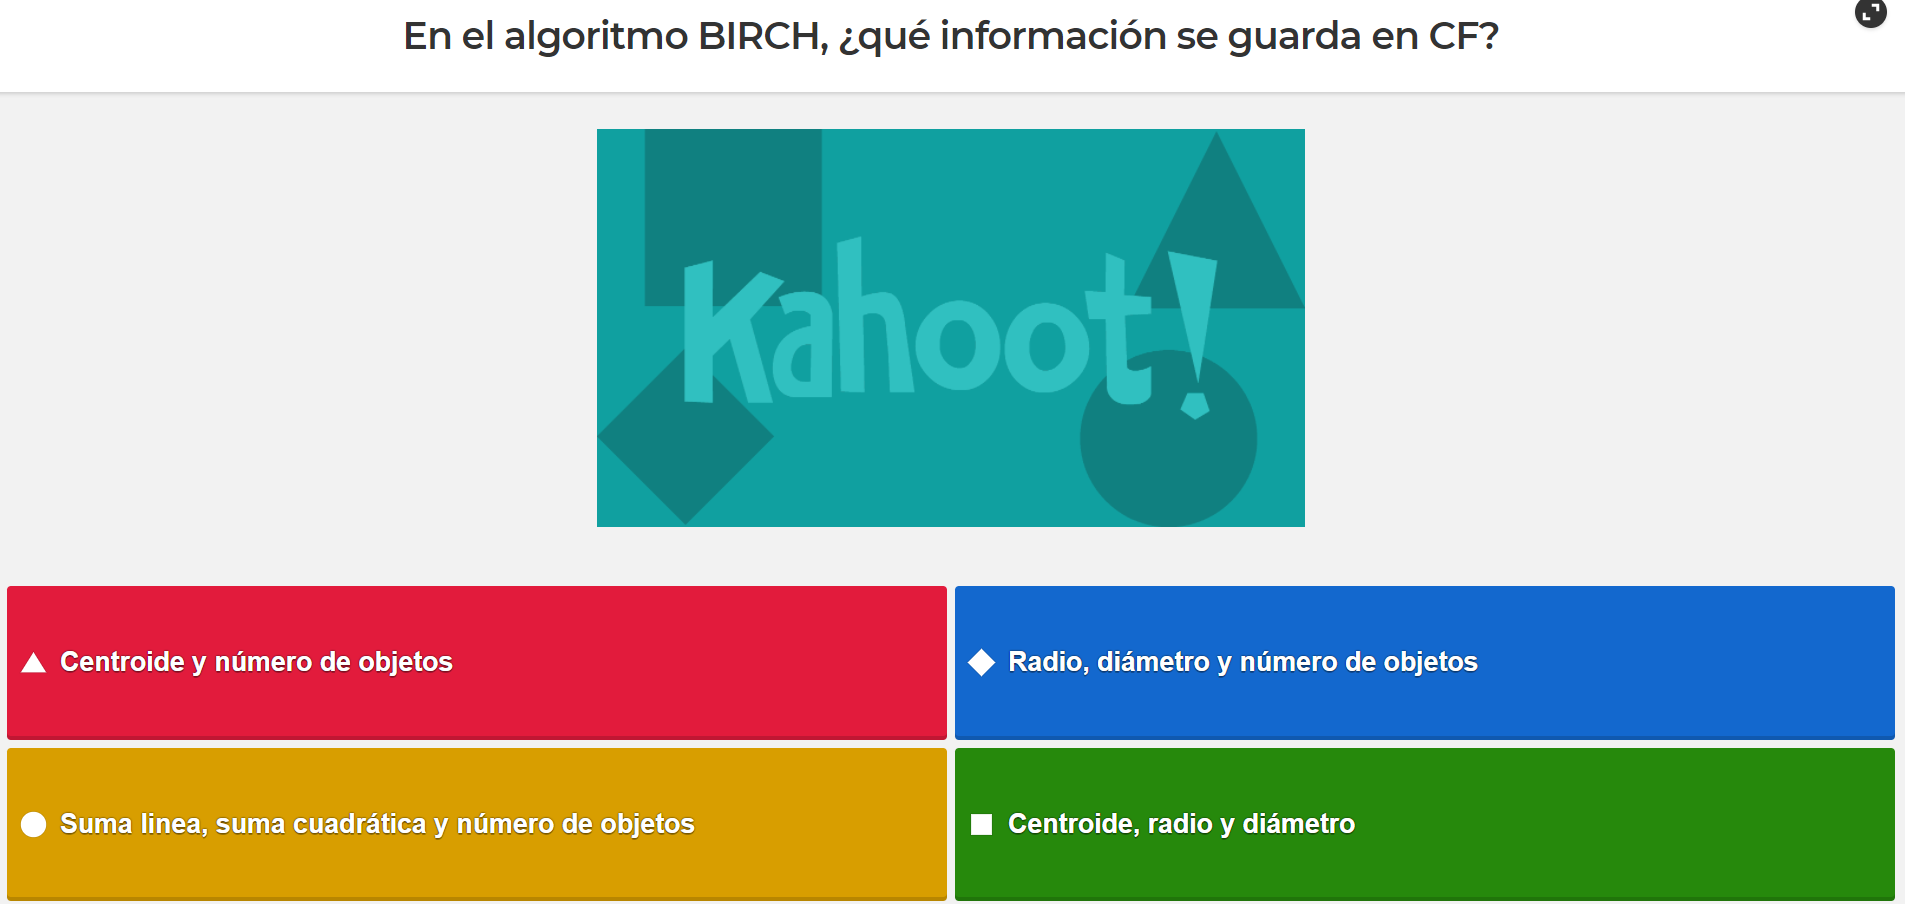 En el algoritmo BIRCH, ¿qué información se guarda en CF?
Kahoot!
Centroide y número de objetos
Radio, diámetro y número de objetos
Suma linea, suma cuadrática y número de objetos
Centroide, radio y diámetro